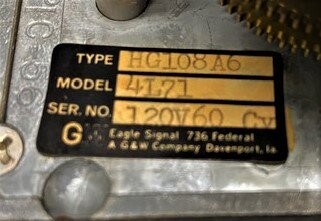 TYPE HG108A6
MODEL 4L71
SER. NO. 120V60 Cy
G Eagle Signal 736 Federal
A G&W Company Davenport, Ia.